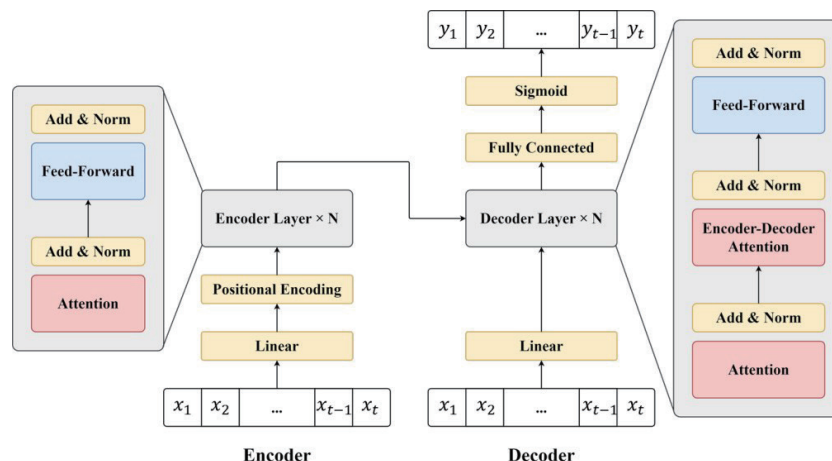 y₁ y₂ ... yₜ₋₁ yₜ
Sigmoid
Fully Connected
Add & Norm
Feed-Forward
Add & Norm
Attention
Encoder Layer × N
Positional Encoding
Linear
x₁ x₂ ... xₜ₋₁ xₜ
Encoder
Decoder Layer × N
Linear
x₁ x₂ ... xₜ₋₁ xₜ
Decoder
Add & Norm
Feed-Forward
Add & Norm
Encoder-Decoder
Attention
Add & Norm
Attention